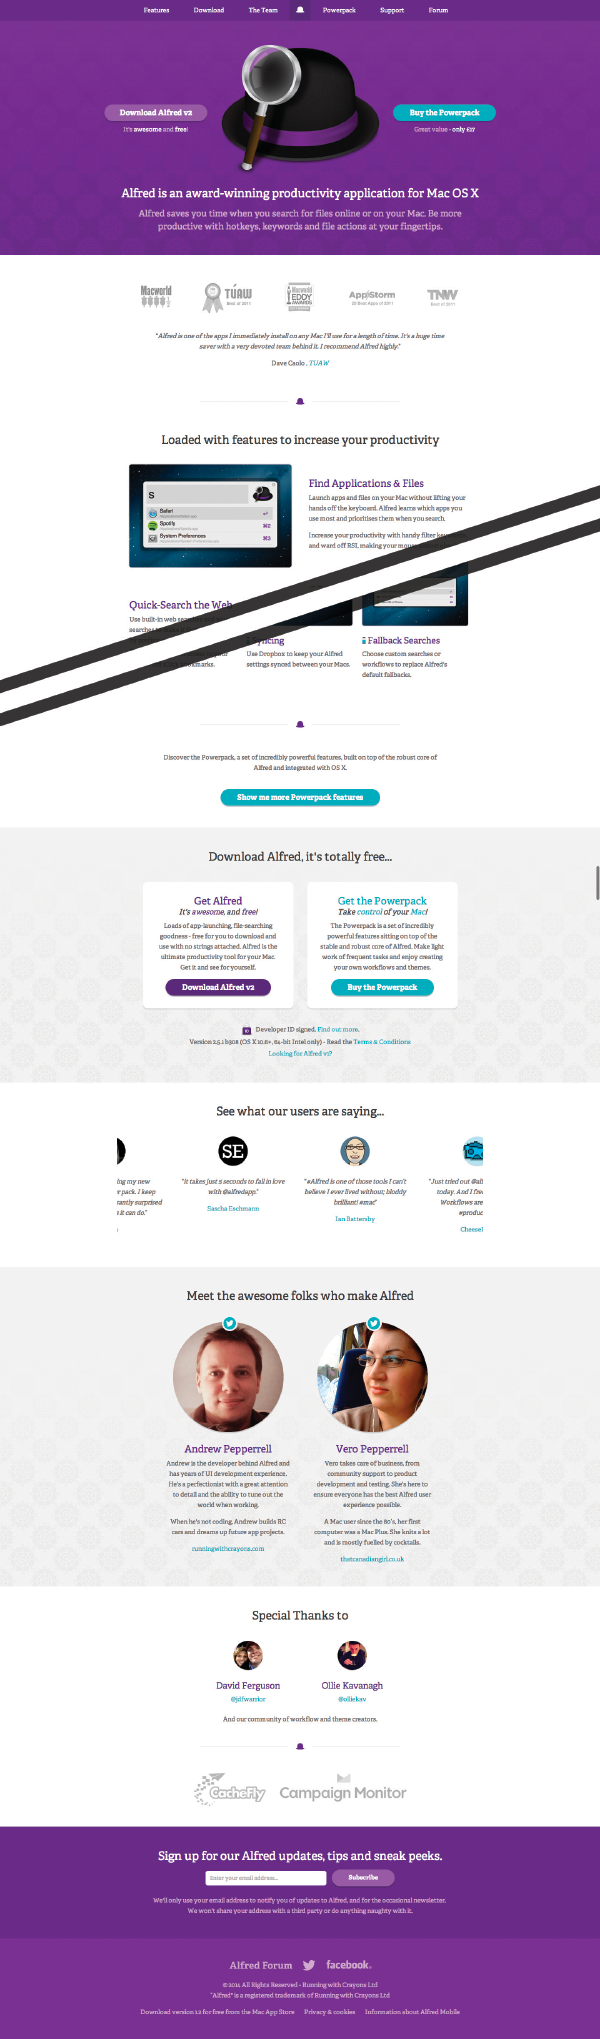 Features Download The Team Powerpack Support Forum
Download Alfred v2
It's awesome and free!
Buy the Powerpack
Great value - only £17
Alfred is an award-winning productivity application for Mac OS X
Alfred saves you time when you search for files online or on your Mac. Be more
productive with hotkeys, keywords and file actions at your fingertips.
Macworld
TUAW
Best of 2011
Macworld
EDDY
AWARDS
AppStorm
25 Best Apps of 2011
TNW
Best of 2011
"Alfred is one of the apps I immediately install on any Mac I'll use for a length of time. It's a huge time
saver with a very devoted team behind it. I recommend Alfred highly."
Dave Caolo , TUAW
Loaded with features to increase your productivity
S
Safari
Spotify
⌘2
System Preferences
⌘3
Find Applications & Files
Launch apps and files on your Mac without lifting your
hands off the keyboard. Alfred learns which apps you
use most and prioritises them when you search.
Increase your productivity with handy filter
and ward off RSI, making your
Quick-Search the Web
Use built-in web
searches
Syncing
Use Dropbox to keep your Alfred
settings synced between your Macs.
Fallback Searches
Choose custom searches or
workflows to replace Alfred's
default fallbacks.
Discover the Powerpack, a set of incredibly powerful features, built on top of the robust core of
Alfred and integrated with OS X.
Show me more Powerpack features
Download Alfred, it's totally free...
Get Alfred
It's awesome, and free!
Loads of app-launching, file-searching
goodness - free for you to download and
use with no strings attached. Alfred is the
ultimate productivity tool for your Mac.
Get it and see for yourself.
Download Alfred v2
Get the Powerpack
Take control of your Mac!
The Powerpack is a set of incredibly
powerful features sitting on top of the
stable and robust core of Alfred. Make light
work of frequent tasks and enjoy creating
your own workflows and themes.
Buy the Powerpack
Developer ID signed. Find out more.
Version 2.5.1 b308 (OS X 10.6+, 64-bit Intel only) - Read the Terms & Conditions
Looking for Alfred v1?
See what our users are saying...
ing my new
r pack. I keep
rantly surprised
s it can do."
SE
"It takes just 5 seconds to fall in love
with @alfredapp."
Sascha Eschmann
"#Alfred is one of those tools I can't
believe I ever lived without; bloddy
brilliant! #mac"
Ian Battersby
"Just tried out @al
today. And I fre
Workflows are
#produc
Cheesel
Meet the awesome folks who make Alfred
Andrew Pepperrell
Andrew is the developer behind Alfred and
has years of UI development experience.
He's a perfectionist with a great attention
to detail and the ability to tune out the
world when working.
When he's not coding, Andrew builds RC
cars and dreams up future app projects.
runningwithcrayons.com
Vero Pepperrell
Vero takes care of business, from
community support to product
development and testing. She's here to
ensure everyone has the best Alfred user
experience possible.
A Mac user since the 80's, her first
computer was a Mac Plus. She knits a lot
and is mostly fuelled by cocktails.
thecanadiangirl.co.uk
Special Thanks to
David Ferguson
@jdfwarrior
Ollie Kavanagh
@olliekav
And our community of workflow and theme creators.
CacheFly
Campaign Monitor
Sign up for our Alfred updates, tips and sneak peeks.
Enter your email address...
Subscribe
We'll only use your email address to notify you of updates to Alfred, and for the occasional newsletter.
We won't share your address with a third party or do anything naughty with it.
Alfred Forum
facebook.
© 2014 All Rights Reserved - Running with Crayons Ltd
"Alfred" is a registered trademark of Running with Crayons Ltd
Download version 1.2 for free from the Mac App Store Privacy & cookies Information about Alfred Mobile